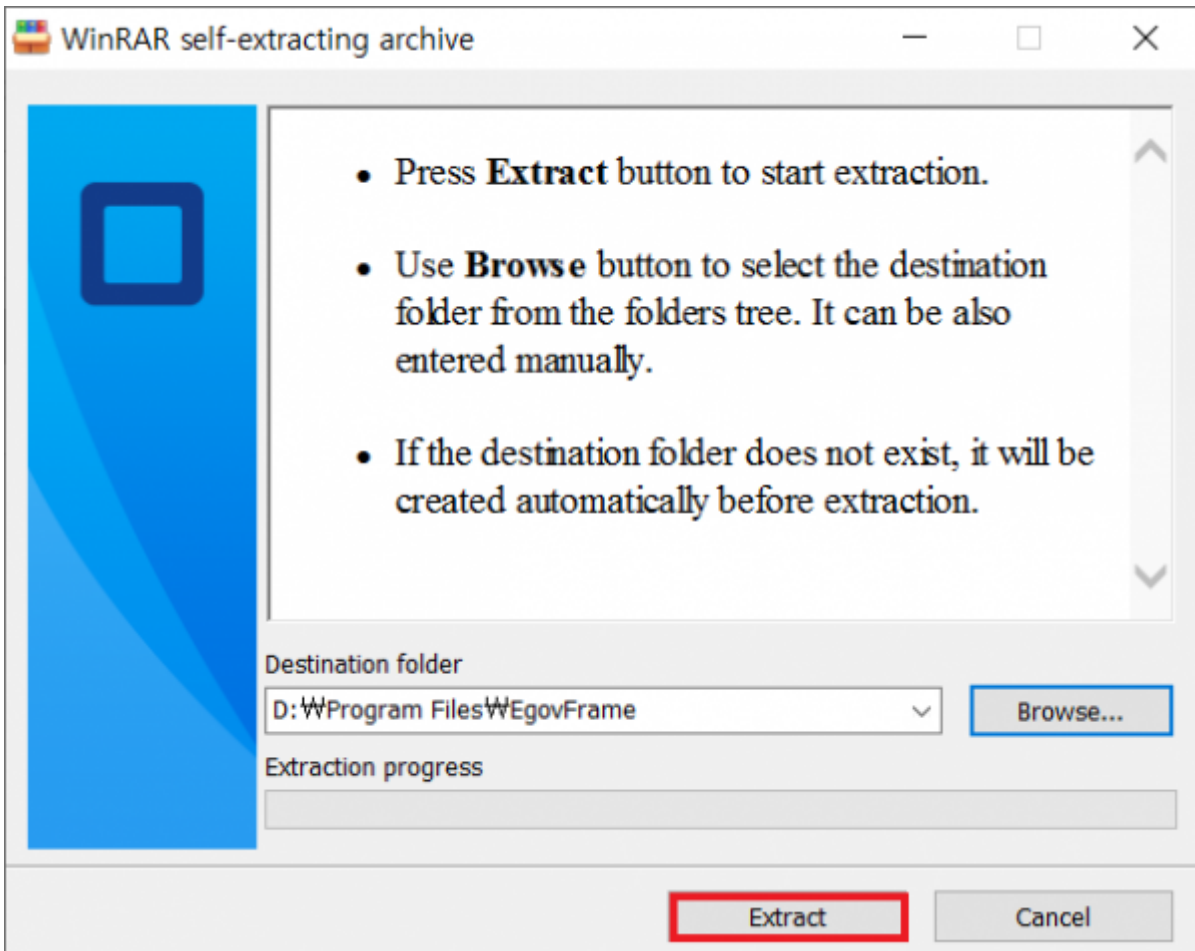 WinRAR self-extracting archive
• Press Extract button to start extraction.
• Use Browse button to select the destination
folder from the folders tree. It can be also
entered manually.
• If the destination folder does not exist, it will be
created automatically before extraction.
Destination folder
D:₩Program Files₩EgovFrame
Browse...
Extraction progress
Extract
Cancel